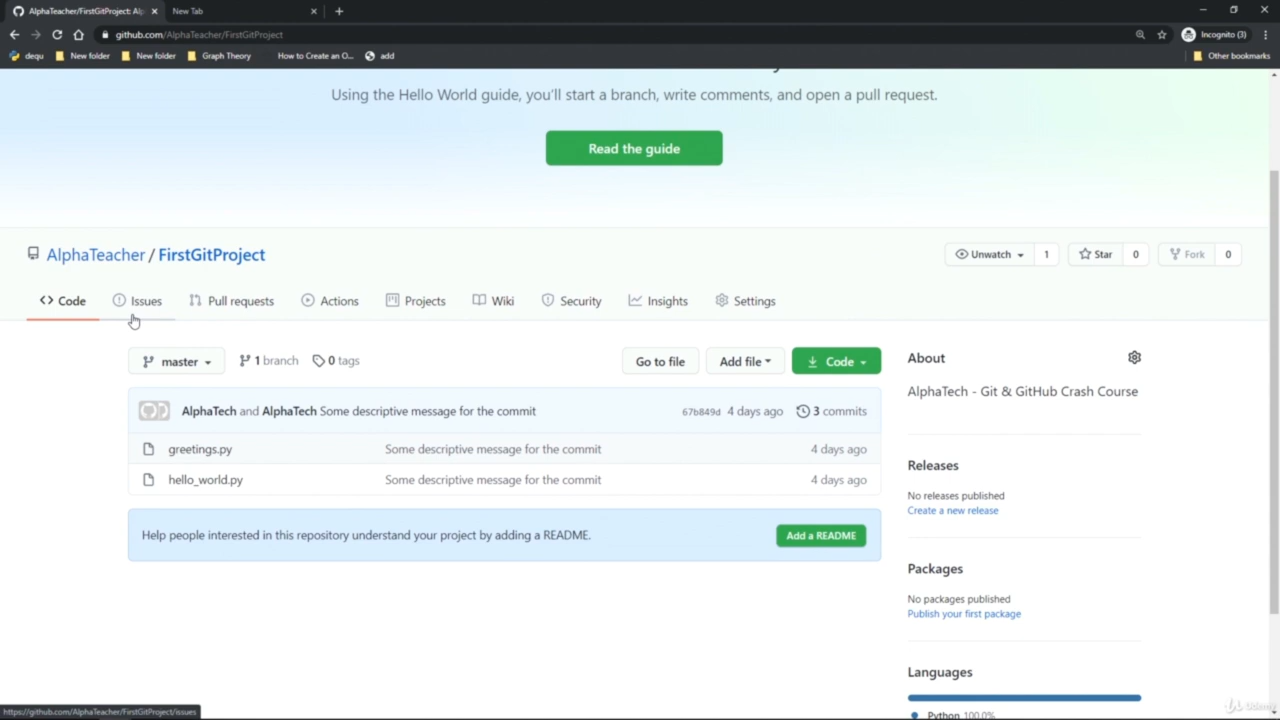 AlphaTeacher/FirstGitProject: Alp
New Tab
github.com/AlphaTeacher/FirstGitProject
Incognito (3)
dequ
New folder
New folder
Graph Theory
How to Create an O...
add
Other bookmarks
Using the Hello World guide, you'll start a branch, write comments, and open a pull request.
Read the guide
AlphaTeacher / FirstGitProject
Unwatch 1
Star 0
Fork 0
Code
Issues
Pull requests
Actions
Projects
Wiki
Security
Insights
Settings
master
1 branch
0 tags
Go to file
Add file
Code
AlphaTech and AlphaTech Some descriptive message for the commit
67b849d 4 days ago
3 commits
greetings.py
Some descriptive message for the commit
4 days ago
hello_world.py
Some descriptive message for the commit
4 days ago
Help people interested in this repository understand your project by adding a README.
Add a README
About
AlphaTech - Git & GitHub Crash Course
Releases
No releases published
Create a new release
Packages
No packages published
Publish your first package
Languages
Python 100.0%
https://github.com/AlphaTeacher/FirstGitProject/issues
Udemy